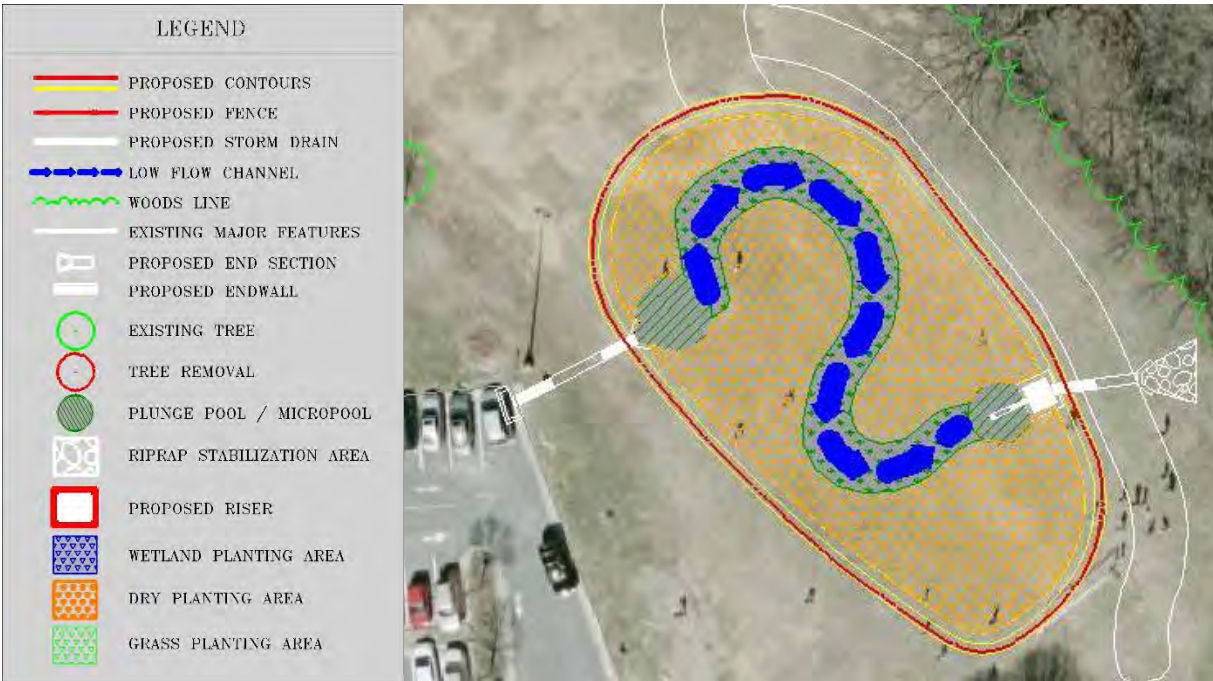 LEGEND
PROPOSED CONTOURS
PROPOSED FENCE
PROPOSED STORM DRAIN
LOW FLOW CHANNEL
WOODS LINE
EXISTING MAJOR FEATURES
PROPOSED END SECTION
PROPOSED ENDWALL
EXISTING TREE
TREE REMOVAL
PLUNGE POOL / MICROPOOL
RIPRAP STABILIZATION AREA
PROPOSED RISER
WETLAND PLANTING AREA
DRY PLANTING AREA
GRASS PLANTING AREA